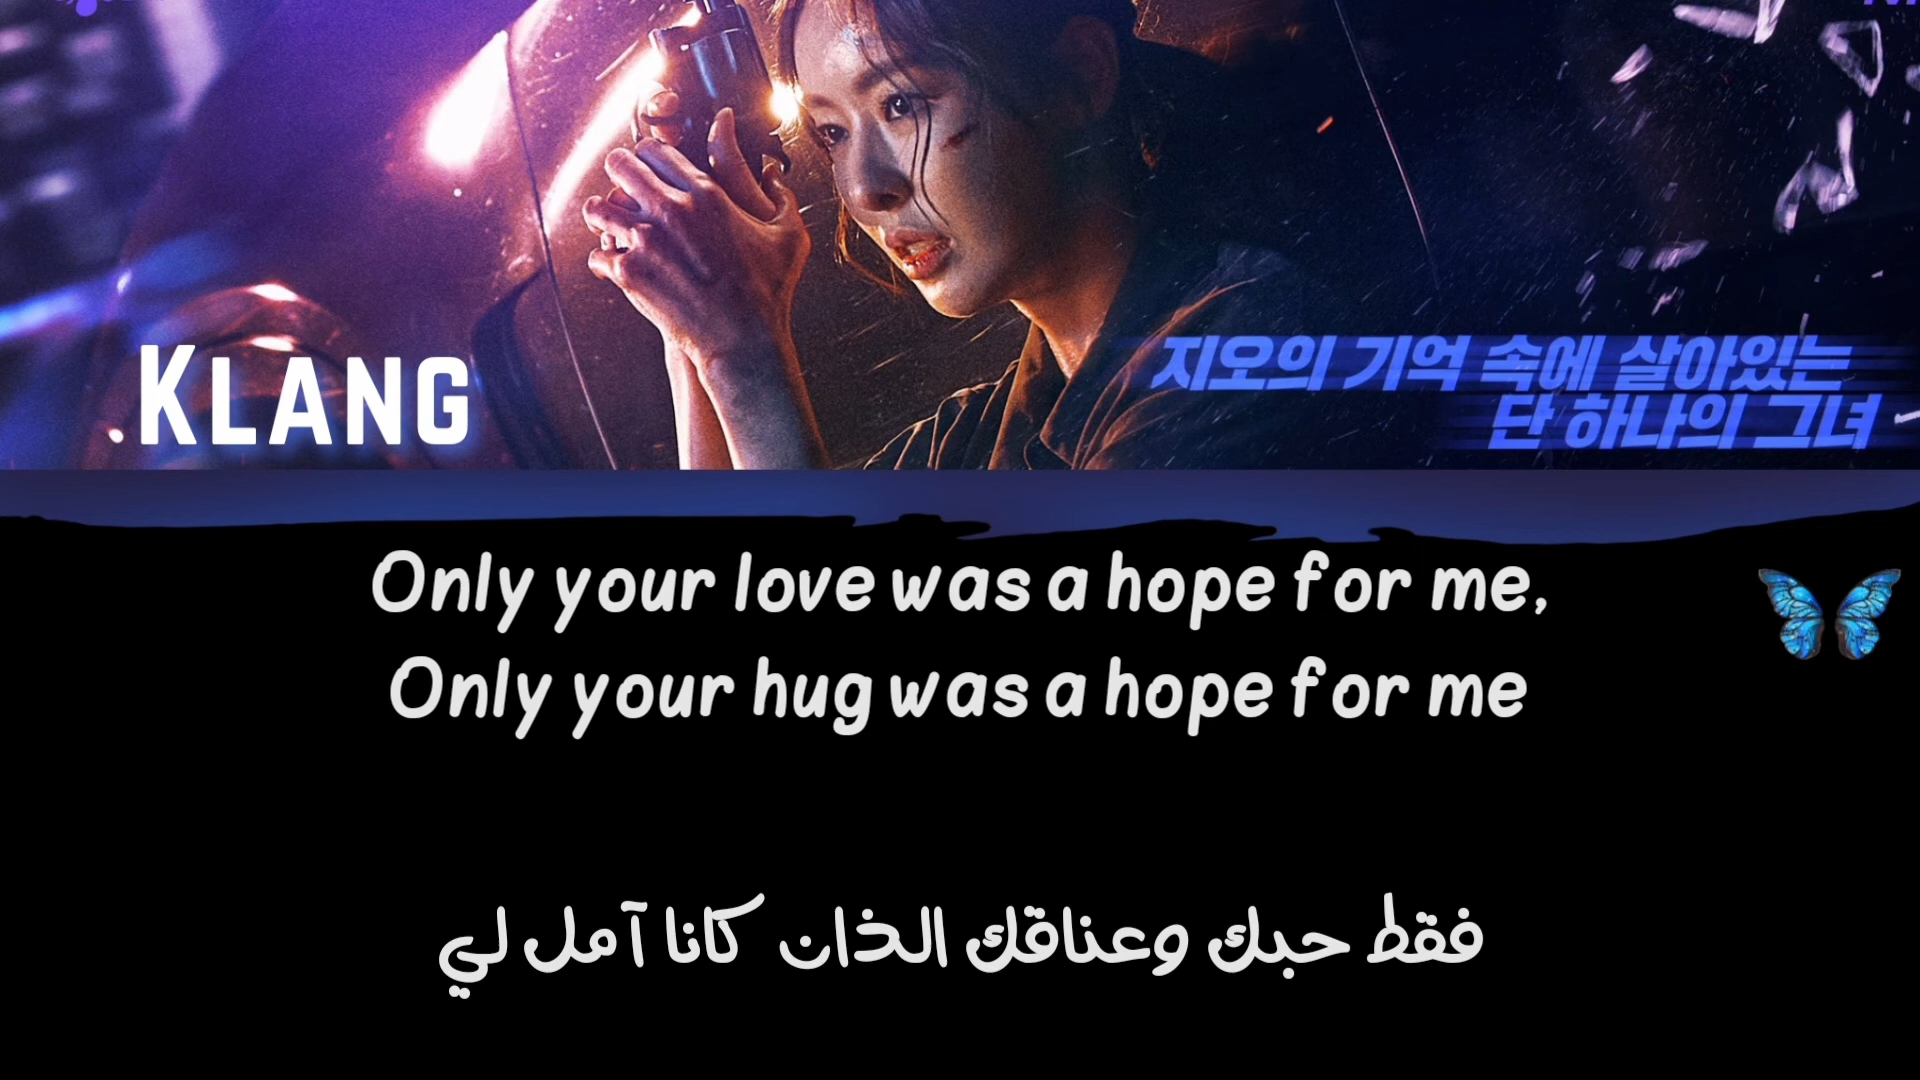 KLANG
지오의 기억 속에 살아있는
단 하나의 그녀
Only your love was a hope for me,
Only your hug was a hope for me
فقط حبك وعناقك الذان كانا آمل لي